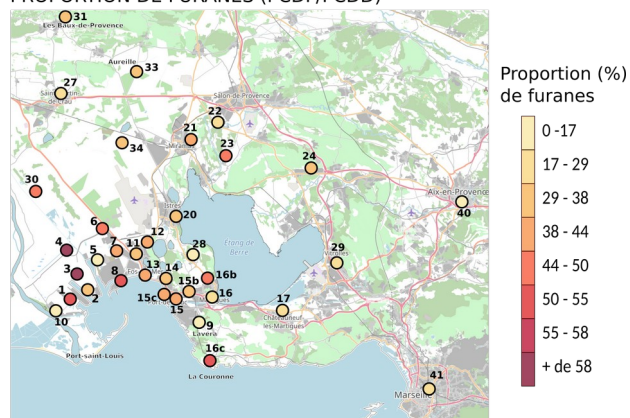 PROPORTION DE FURANES (PCDF/PCDD)
31
Les Baux-de-Provence
Aureille
33
27
Salon-de-Provence
22
21
23
34
24
30
Aix-en-Provence
40
Istres
20
6
12
4
7
11
5
28
Étang de
Berre
29
Vitrolles
3
8
13
14
16b
1
2
15b
16
15c
15
17
10
Châteauneuf
les-Martigues
9
Lavéra
Port-saint-Louis
16c
La Couronne
41
Marseille
Proportion (%)
de furanes
0 -17
17 - 29
29 - 38
38 - 44
44 - 50
50 - 55
55 - 58
+ de 58